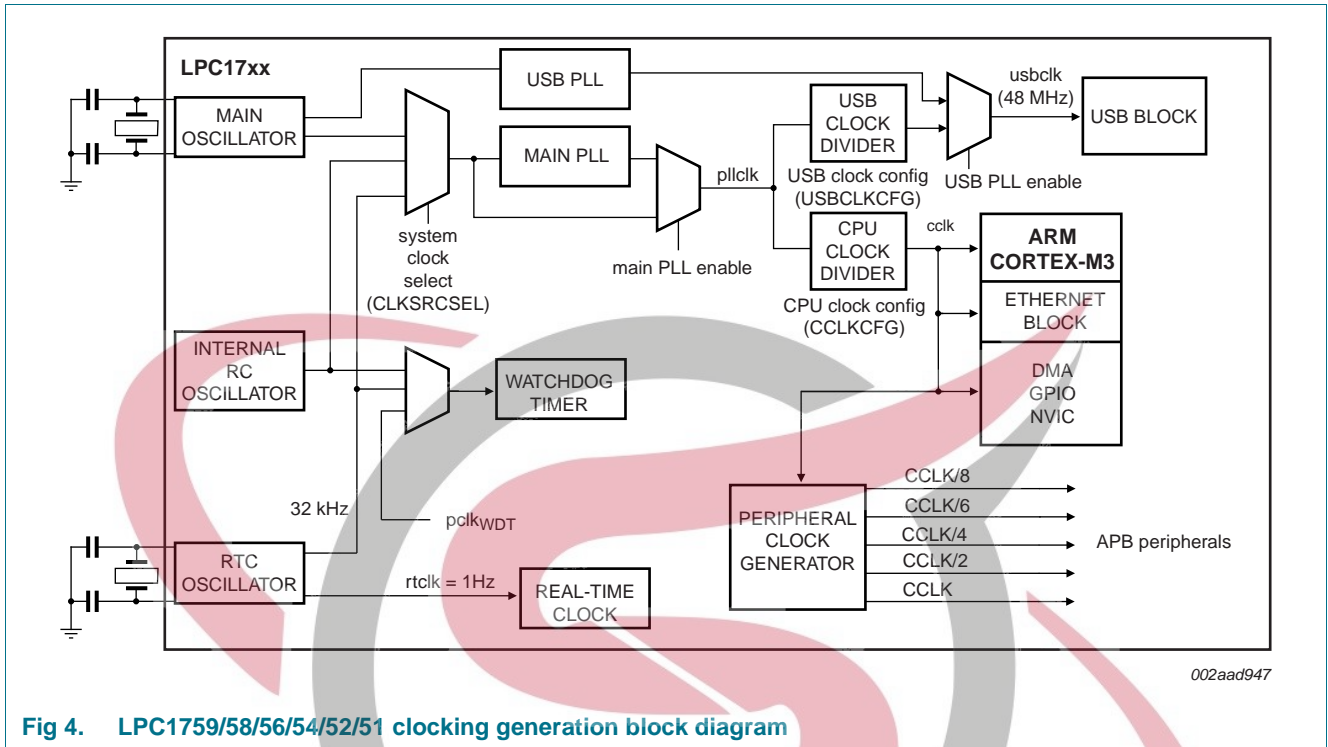 LPC17xx
MAIN
OSCILLATOR
USB PLL
MAIN PLL
system
clock
select
(CLKSRCSEL)
main PLL enable
pllclk
USB
CLOCK
DIVIDER
USB clock config
(USBCLKCFG)
usbclk
(48 MHz)
USB BLOCK
USB PLL enable
CPU
CLOCK
DIVIDER
CPU clock config
(CCLKCFG)
cclk
ARM
CORTEX-M3
ETHERNET
BLOCK
DMA
GPIO
NVIC
INTERNAL
RC
OSCILLATOR
WATCHDOG
TIMER
32 kHz
pclkWDT
RTC
OSCILLATOR
rtclk = 1Hz
REAL-TIME
CLOCK
PERIPHERAL
CLOCK
GENERATOR
CCLK/8
CCLK/6
CCLK/4
CCLK/2
CCLK
APB peripherals
002aad947
Fig 4. LPC1759/58/56/54/52/51 clocking generation block diagram